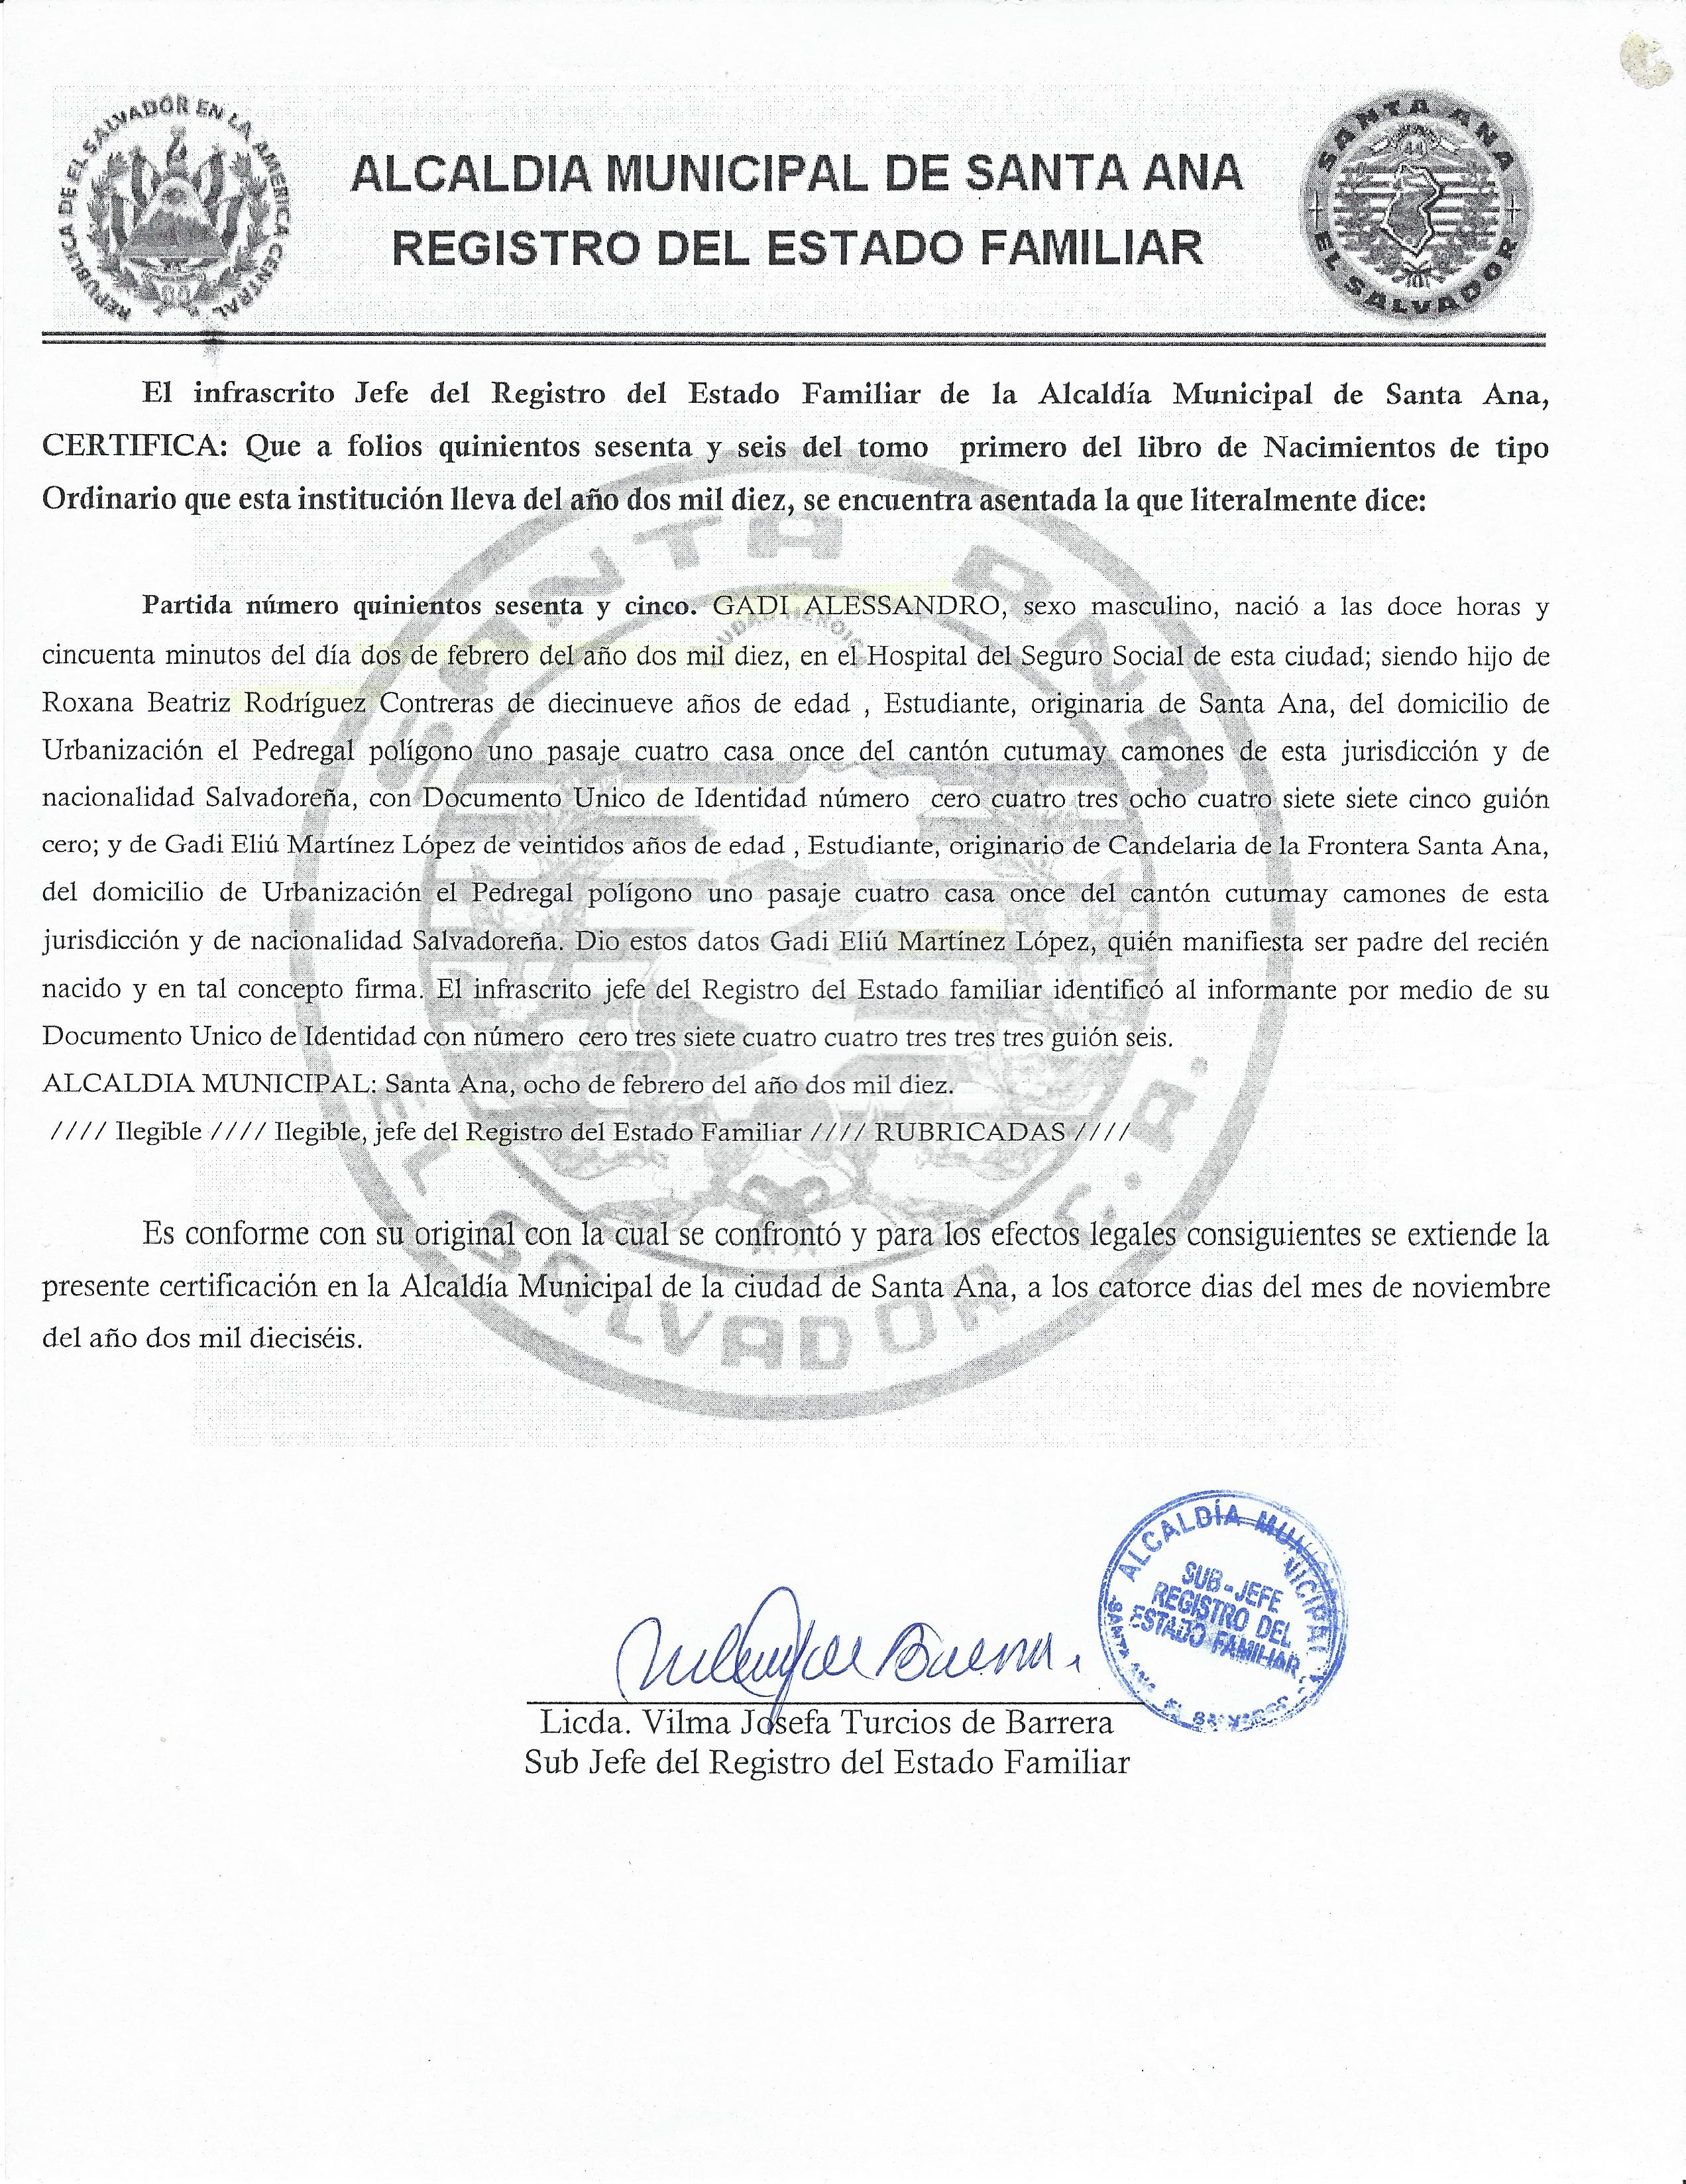 REPUBLICA DE EL SALVADOR EN LA AMERICA CENTRAL
ALCALDIA MUNICIPAL DE SANTA ANA
REGISTRO DEL ESTADO FAMILIAR
SANTA ANA
EL SALVADOR
El infrascrito Jefe del Registro del Estado Familiar de la Alcaldía Municipal de Santa Ana,
CERTIFICA: Que a folios quinientos sesenta y seis del tomo primero del libro de Nacimientos de tipo
Ordinario que esta institución lleva del año dos mil diez, se encuentra asentada la que literalmente dice:
Partida número quinientos sesenta y cinco. GADI ALESSANDRO, sexo masculino, nació a las doce horas y
cincuenta minutos del día dos de febrero del año dos mil diez, en el Hospital del Seguro Social de esta ciudad; siendo hijo de
Roxana Beatriz Rodríguez Contreras de diecinueve años de edad , Estudiante, originaria de Santa Ana, del domicilio de
Urbanización el Pedregal polígono uno pasaje cuatro casa once del cantón cutumay camones de esta jurisdicción y de
nacionalidad Salvadoreña, con Documento Unico de Identidad número cero cuatro tres ocho cuatro siete siete cinco guión
cero; y de Gadi Eliú Martínez López de veintidos años de edad , Estudiante, originario de Candelaria de la Frontera Santa Ana,
del domicilio de Urbanización el Pedregal polígono uno pasaje cuatro casa once del cantón cutumay camones de esta
jurisdicción y de nacionalidad Salvadoreña. Dio estos datos Gadi Eliú Martínez López, quién manifiesta ser padre del recién
nacido y en tal concepto firma. El infrascrito jefe del Registro del Estado familiar identificó al informante por medio de su
Documento Unico de Identidad con número cero tres siete cuatro cuatro tres tres tres guión seis.
ALCALDIA MUNICIPAL: Santa Ana, ocho de febrero del año dos mil diez.
//// Ilegible //// Ilegible, jefe del Registro del Estado Familiar //// RUBRICADAS ////
Es conforme con su original con la cual se confrontó y para los efectos legales consiguientes se extiende la
presente certificación en la Alcaldía Municipal de la ciudad de Santa Ana, a los catorce dias del mes de noviembre
del año dos mil dieciséis.
SANTA ANA
EL SALVADOR C.A.
ALCALDÍA MUNICIPAL
SUB-JEFE
REGISTRO DEL
ESTADO FAMILIAR
SANTA ANA
Licda. Vilma Josefa Turcios de Barrera
Sub Jefe del Registro del Estado Familiar